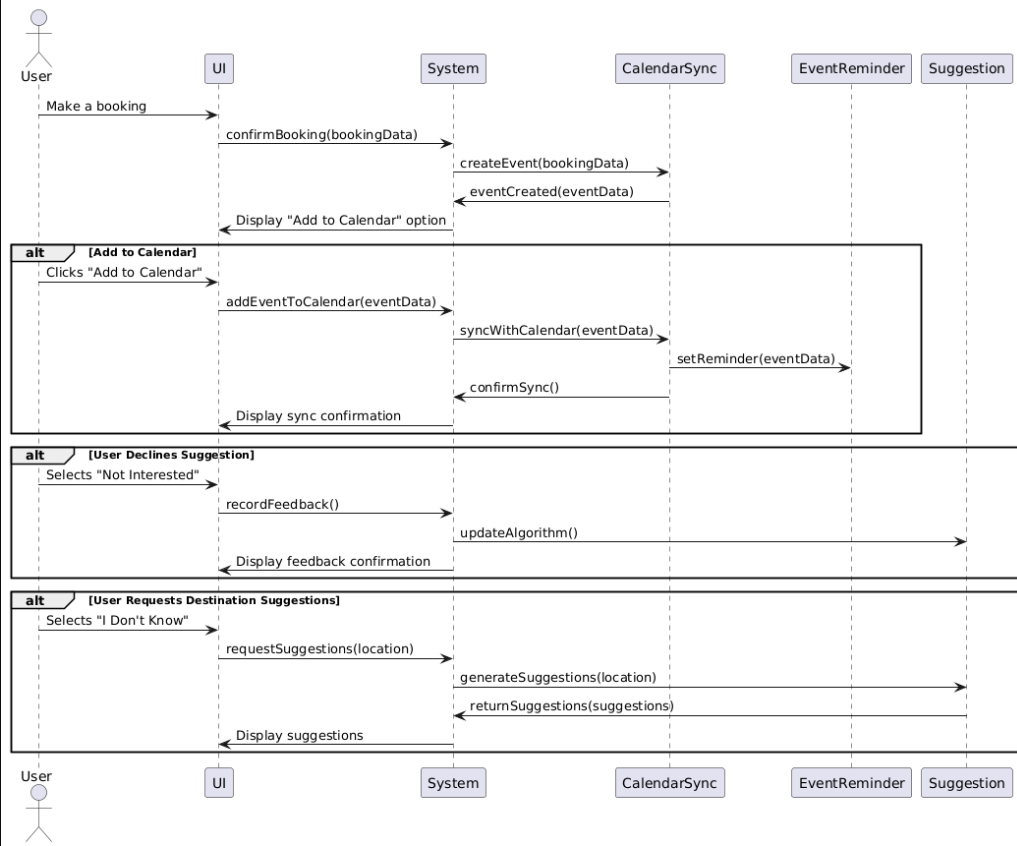 User
UI
System
CalendarSync
EventReminder
Suggestion
Make a booking
confirmBooking(bookingData)
createEvent(bookingData)
eventCreated(eventData)
Display "Add to Calendar" option
alt [Add to Calendar]
Clicks "Add to Calendar"
addEventToCalendar(eventData)
syncWithCalendar(eventData)
setReminder(eventData)
confirmSync()
Display sync confirmation
alt [User Declines Suggestion]
Selects "Not Interested"
recordFeedback()
updateAlgorithm()
Display feedback confirmation
alt [User Requests Destination Suggestions]
Selects "I Don't Know"
requestSuggestions(location)
generateSuggestions(location)
returnSuggestions(suggestions)
Display suggestions
User
UI
System
CalendarSync
EventReminder
Suggestion